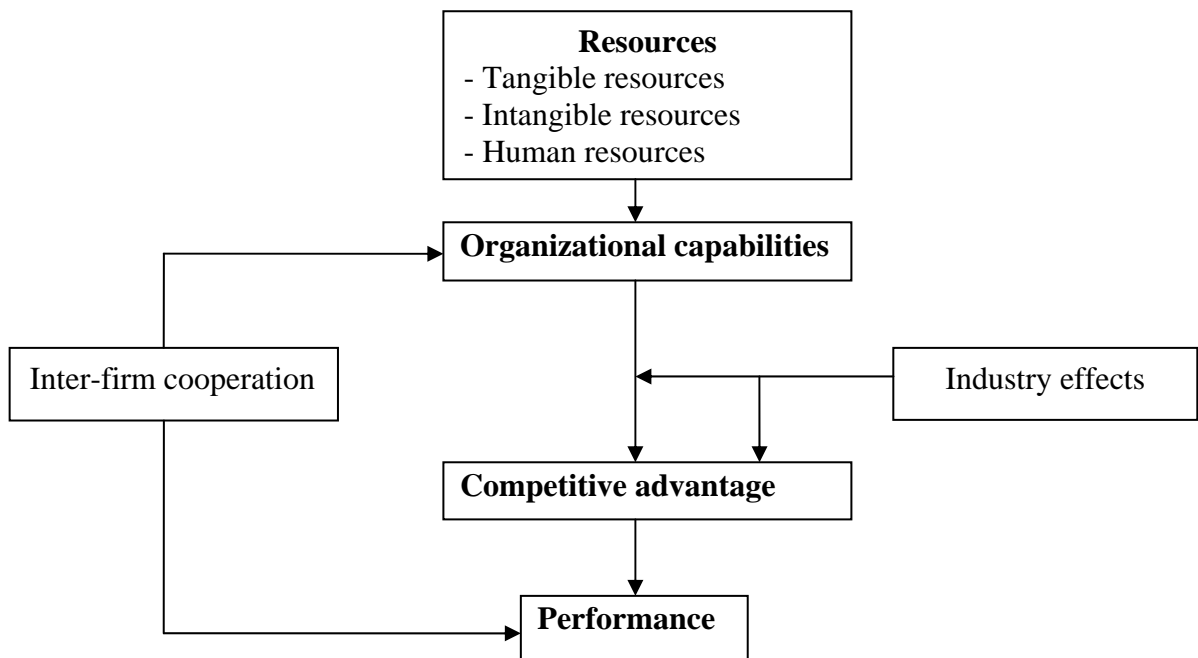 Resources
- Tangible resources
- Intangible resources
- Human resources
Organizational capabilities
Inter-firm cooperation
Industry effects
Competitive advantage
Performance